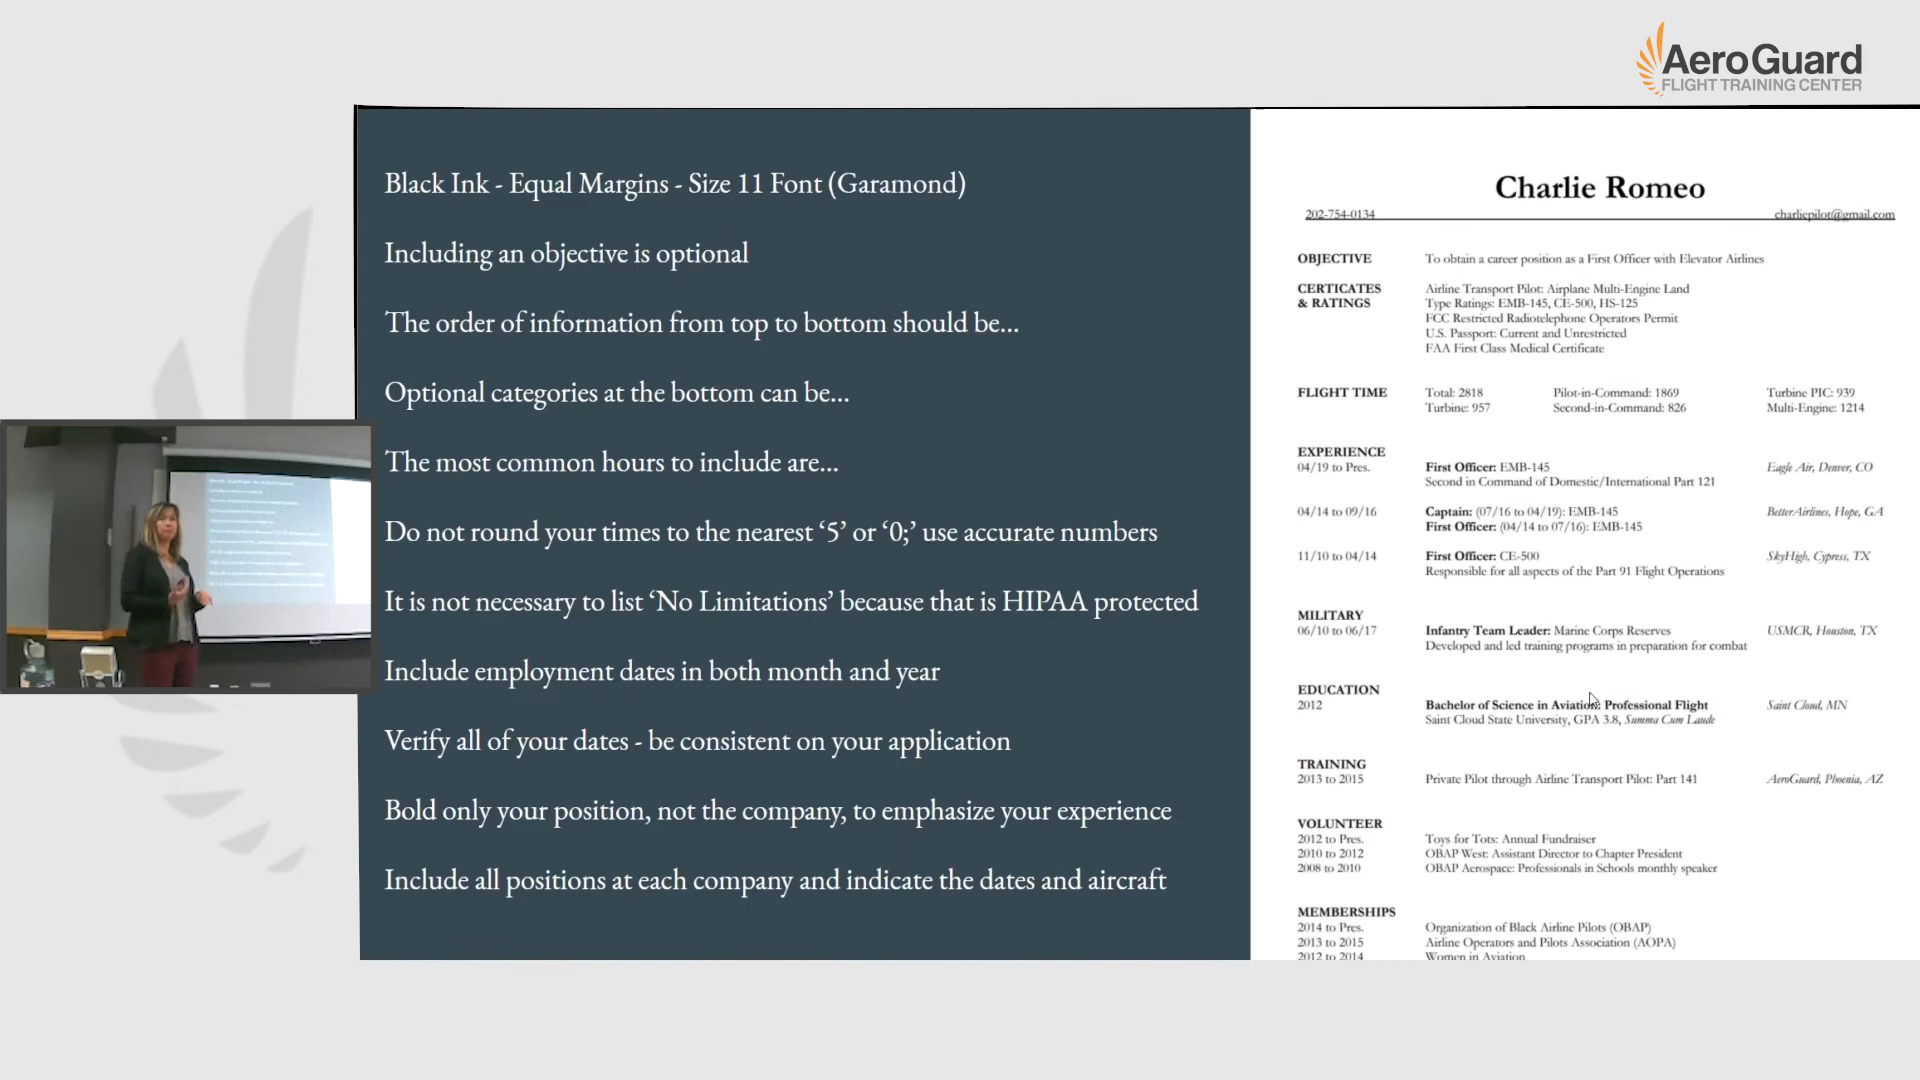 AeroGuard
FLIGHT TRAINING CENTER
Black Ink - Equal Margins - Size 11 Font (Garamond)
Including an objective is optional
The order of information from top to bottom should be...
Optional categories at the bottom can be...
The most common hours to include are...
Do not round your times to the nearest ‘5’ or ‘0;’ use accurate numbers
It is not necessary to list ‘No Limitations’ because that is HIPAA protected
Include employment dates in both month and year
Verify all of your dates - be consistent on your application
Bold only your position, not the company, to emphasize your experience
Include all positions at each company and indicate the dates and aircraft
Charlie Romeo
202-754-0134 charliepilot@gmail.com
OBJECTIVE To obtain a career position as a First Officer with Elevator Airlines
CERTICATES Airline Transport Pilot: Airplane Multi-Engine Land
& RATINGS Type Ratings: EMB-145, CE-500, HS-125
FCC Restricted Radiotelephone Operators Permit
U.S. Passport: Current and Unrestricted
FAA First Class Medical Certificate
FLIGHT TIME Total: 2818 Pilot-in-Command: 1869 Turbine PIC: 939
Turbine: 957 Second-in-Command: 826 Multi-Engine: 1214
EXPERIENCE
04/19 to Pres. First Officer: EMB-145 Eagle Air, Denver, CO
Second in Command of Domestic/International Part 121
04/14 to 09/16 Captain: (07/16 to 04/19): EMB-145 BetterAirlines, Hope, GA
First Officer: (04/14 to 07/16): EMB-145
11/10 to 04/14 First Officer: CE-500 SkyHigh, Cypress, TX
Responsible for all aspects of the Part 91 Flight Operations
MILITARY
06/10 to 06/17 Infantry Team Leader: Marine Corps Reserves USMCR, Houston, TX
Developed and led training programs in preparation for combat
EDUCATION
2012 Bachelor of Science in Aviation: Professional Flight Saint Cloud, MN
Saint Cloud State University, GPA 3.8, Summa Cum Laude
TRAINING
2013 to 2015 Private Pilot through Airline Transport Pilot: Part 141 AeroGuard, Phoenia, AZ
VOLUNTEER
2012 to Pres. Toys for Tots: Annual Fundraiser
2010 to 2012 OBAP West: Assistant Director to Chapter President
2008 to 2010 OBAP Aerospace: Professionals in Schools monthly speaker
MEMBERSHIPS
2014 to Pres. Organization of Black Airline Pilots (OBAP)
2013 to 2015 Airline Operators and Pilots Association (AOPA)
2012 to 2014 Women in Aviation